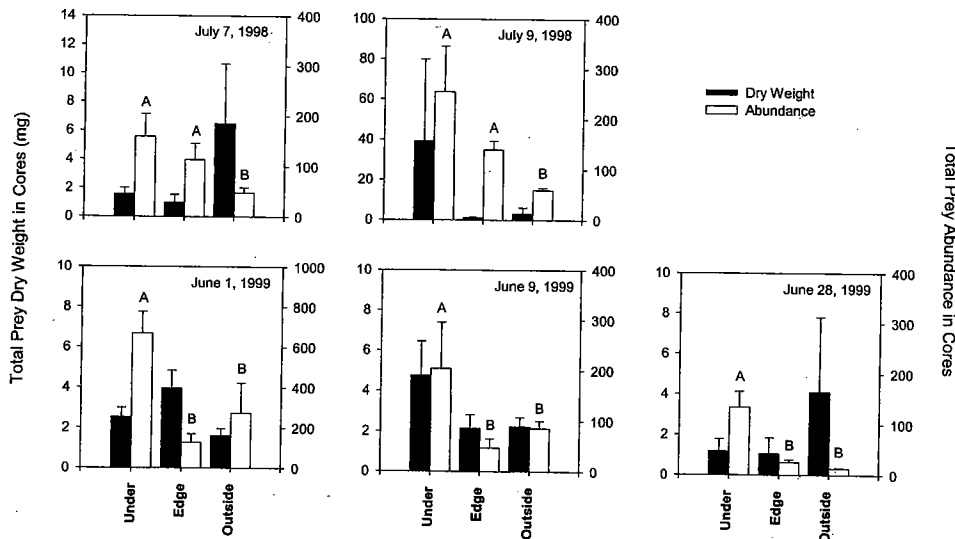 14
12
10
8
6
4
2
0
July 7, 1998
A
A
B
400
300
200
100
0
100
80
60
40
20
0
July 9, 1998
A
A
B
400
300
200
100
0
Dry Weight
Abundance
Total Prey Dry Weight in Cores (mg)
Total Prey Abundance in Cores
10
8
6
4
2
0
June 1, 1999
A
B
B
1000
800
600
400
200
0
Under
Edge
Outside
10
8
6
4
2
0
June 9, 1999
A
B
B
400
300
200
100
0
Under
Edge
Outside
10
8
6
4
2
0
June 28, 1999
A
B
B
400
300
200
100
0
Under
Edge
Outside